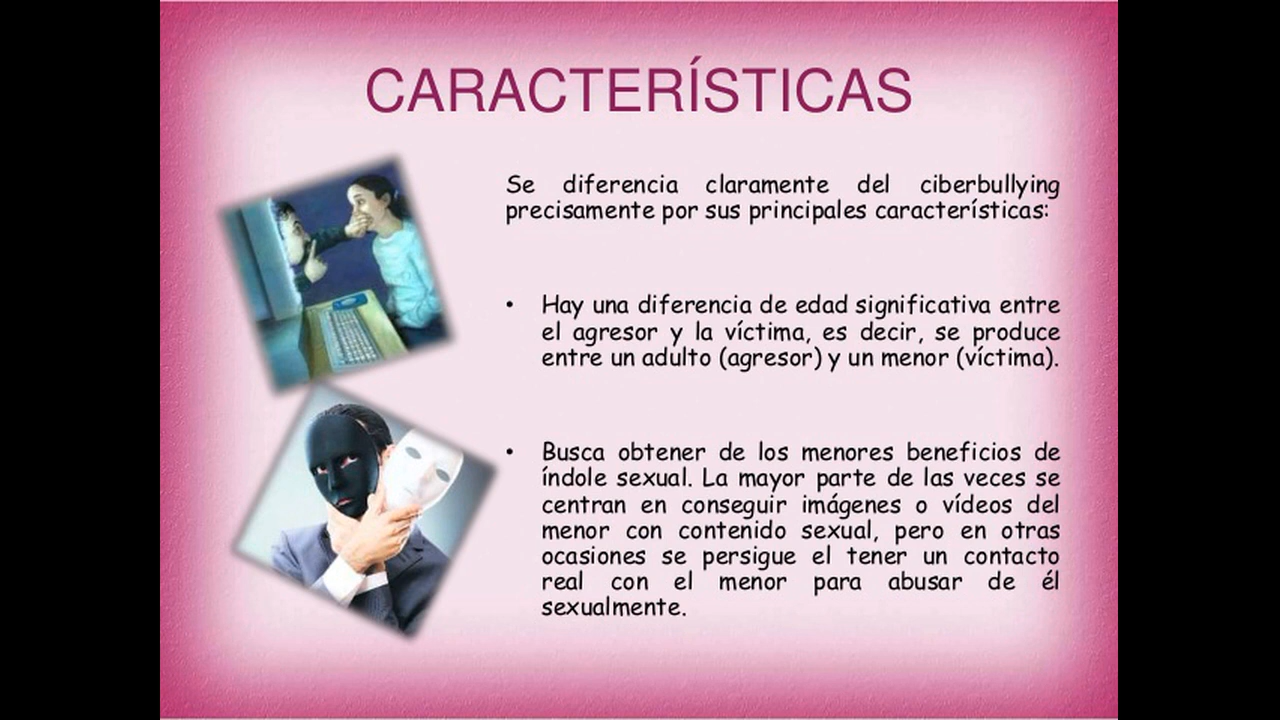 CARACTERÍSTICAS
Se diferencia claramente del ciberbullying
precisamente por sus principales características:
• Hay una diferencia de edad significativa entre
el agresor y la víctima, es decir, se produce
entre un adulto (agresor) y un menor (víctima).
• Busca obtener de los menores beneficios de
índole sexual. La mayor parte de las veces se
centran en conseguir imágenes o vídeos del
menor con contenido sexual, pero en otras
ocasiones se persigue el tener un contacto
real con el menor para abusar de él
sexualmente.